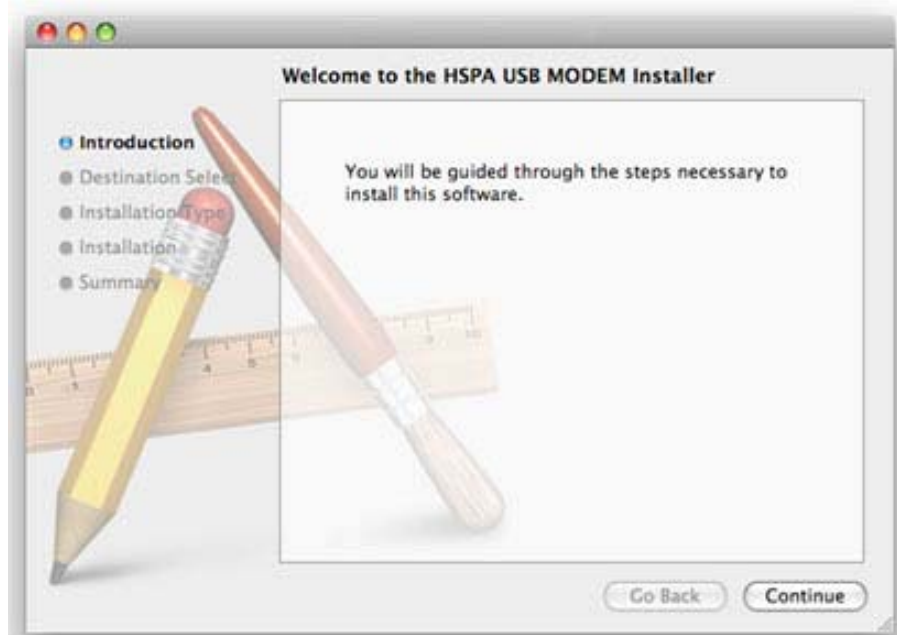 Welcome to the HSPA USB MODEM Installer
Introduction
Destination Select
Installation Type
Installation
Summary
You will be guided through the steps necessary to
install this software.
Go Back
Continue